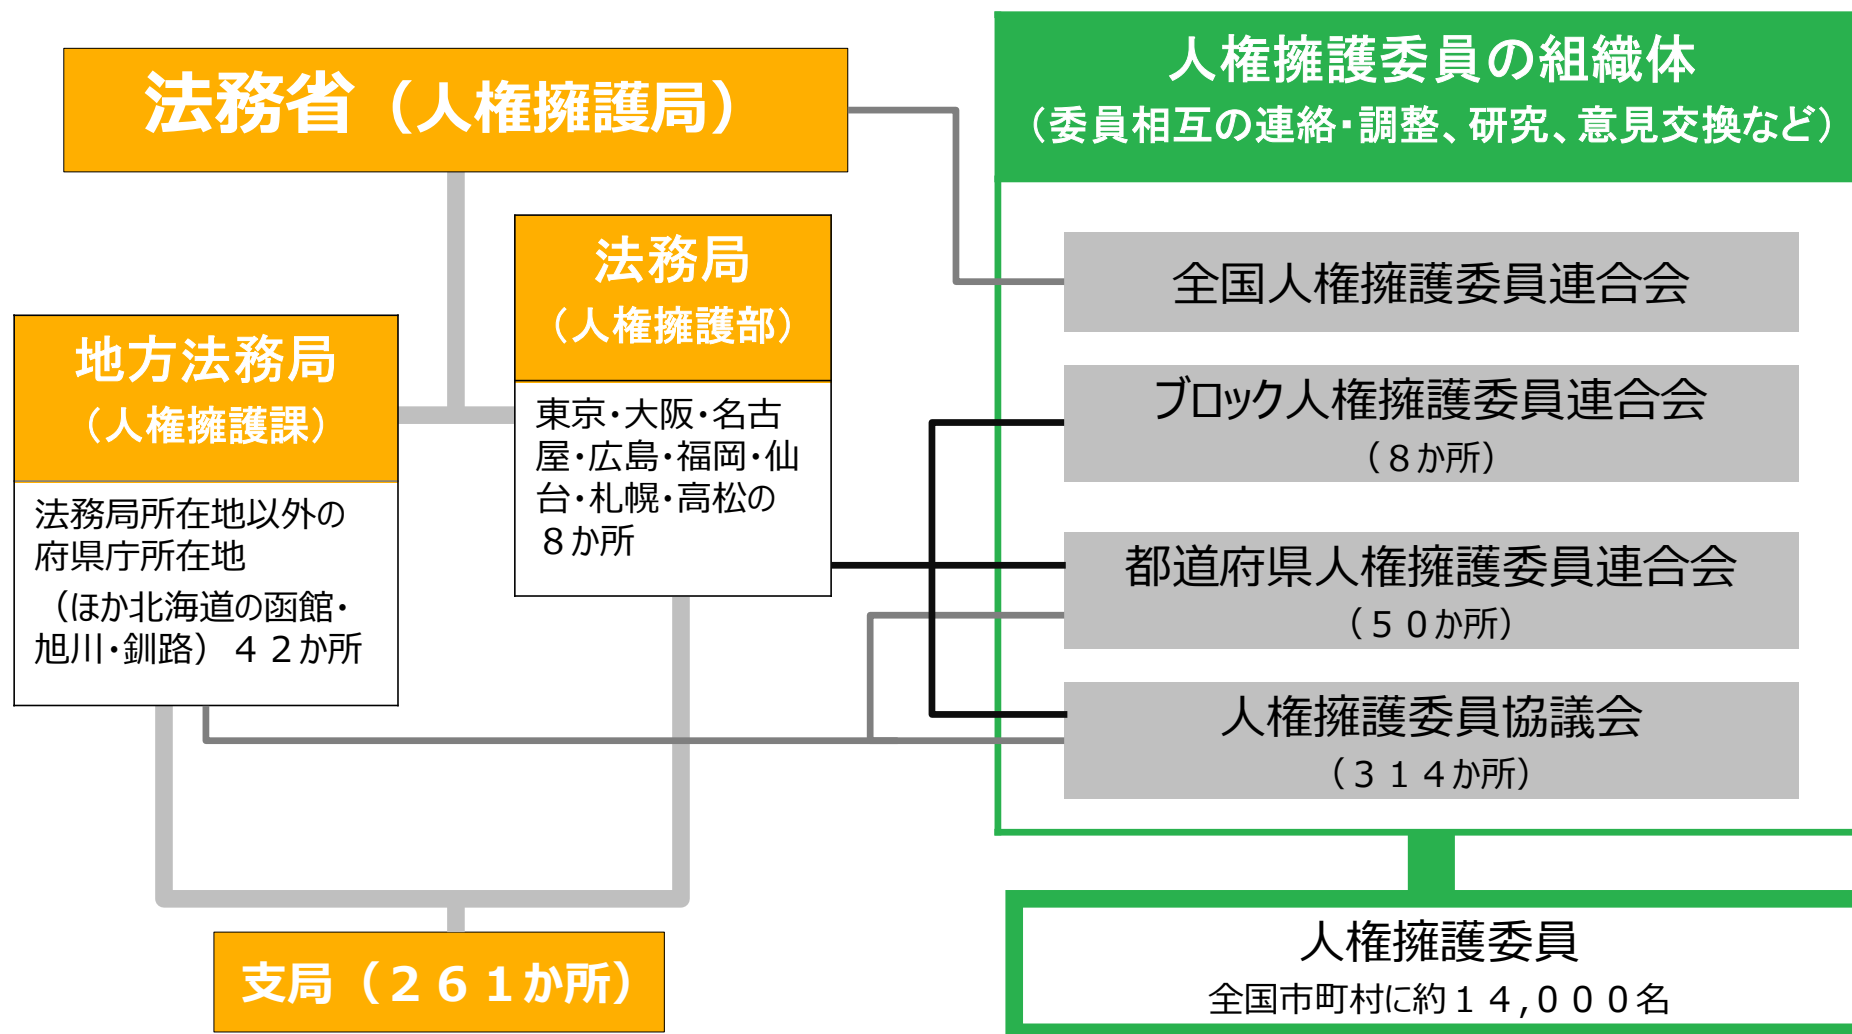 法務省（人権擁護局）
法務局
（人権擁護部）
東京・大阪・名古
屋・広島・福岡・仙
台・札幌・高松の
８か所
地方法務局
（人権擁護課）
法務局所在地以外の
府県庁所在地
（ほか北海道の函館・
旭川・釧路）４２か所
支局（２６１か所）
人権擁護委員の組織体
（委員相互の連絡・調整、研究、意見交換など）
全国人権擁護委員連合会
ブロック人権擁護委員連合会
（８か所）
都道府県人権擁護委員連合会
（５０か所）
人権擁護委員協議会
（３１４か所）
人権擁護委員
全国市町村に約１４,０００名